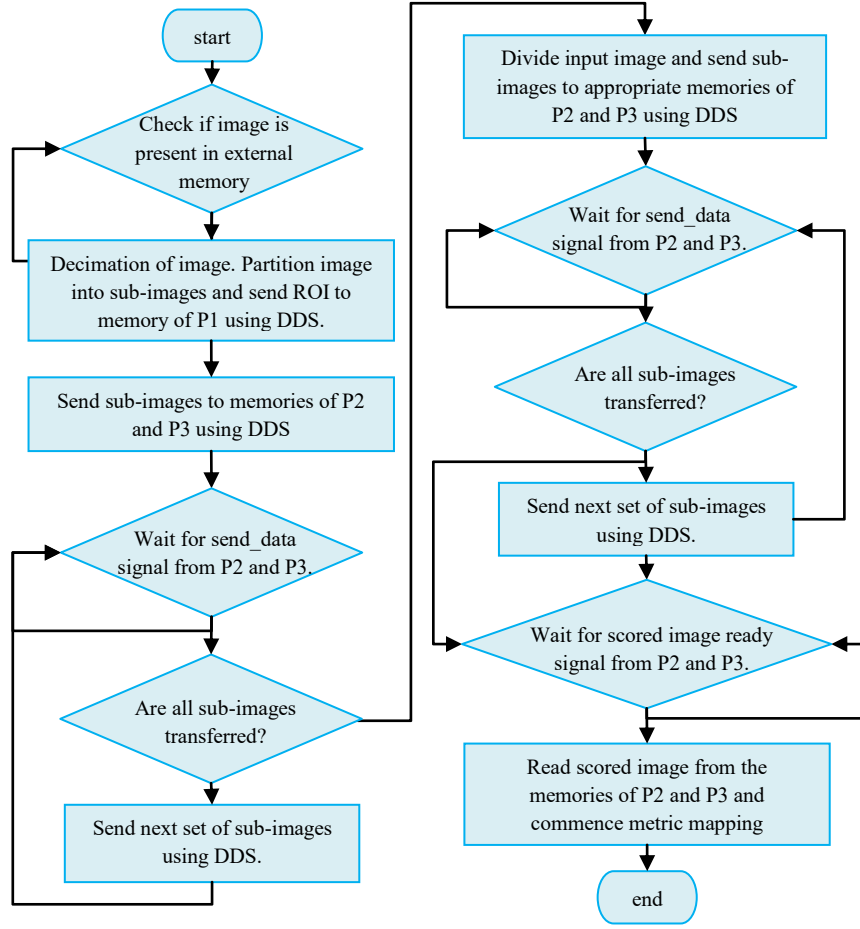 start
Check if image is
present in external
memory
Decimation of image. Partition image
into sub-images and send ROI to
memory of P1 using DDS.
Send sub-images to memories of P2
and P3 using DDS
Wait for send_data
signal from P2 and P3.
Are all sub-images
transferred?
Send next set of sub-images
using DDS.
Divide input image and send sub-
images to appropriate memories of
P2 and P3 using DDS
Wait for send_data
signal from P2 and P3.
Are all sub-images
transferred?
Send next set of sub-images
using DDS.
Wait for scored image ready
signal from P2 and P3.
Read scored image from the
memories of P2 and P3 and
commence metric mapping
end